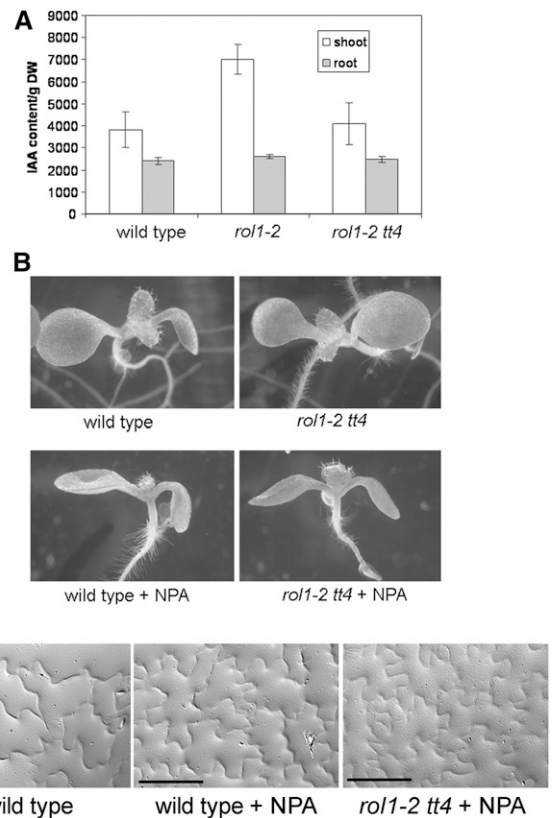 A
9000
8000
7000
6000
5000
4000
3000
2000
1000
0
IAA content/g DW
shoot
root
wild type
rol1-2
rol1-2 tt4
B
wild type
rol1-2 tt4
wild type + NPA
rol1-2 tt4 + NPA
type
wild type + NPA
rol1-2 tt4 + NPA